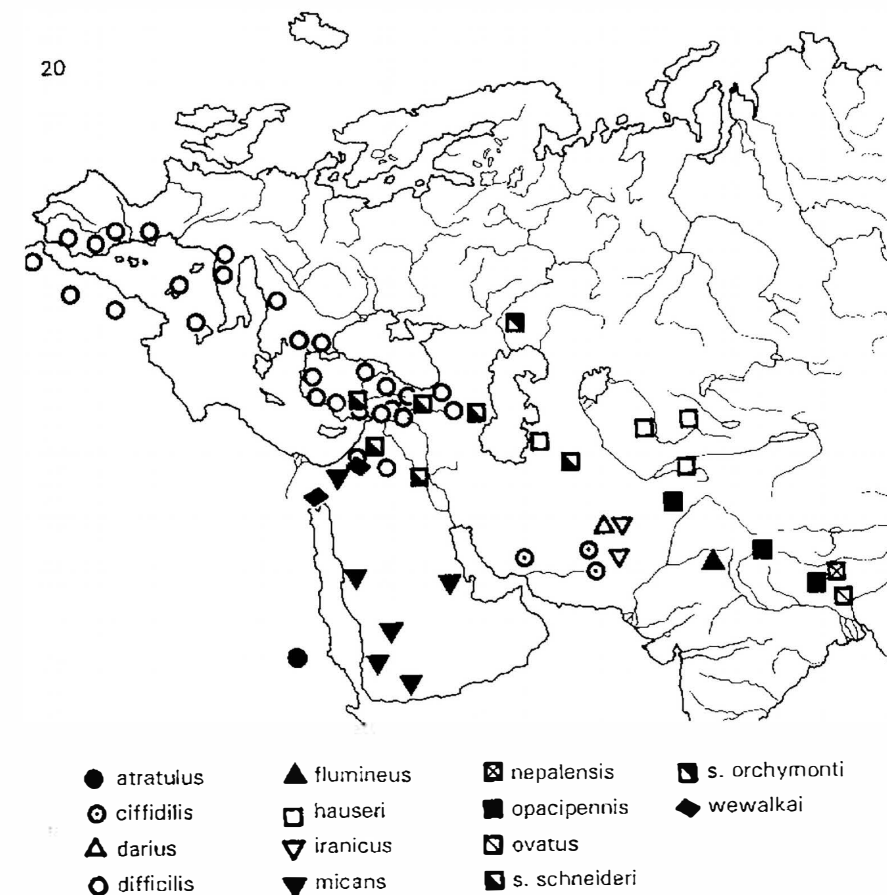 20
atratulus
ciffidilis
darius
difficilis
flumineus
hauseri
iranicus
micans
nepalensis
opacipennis
ovatus
s. schneideri
s. orchymonti
wewalkai